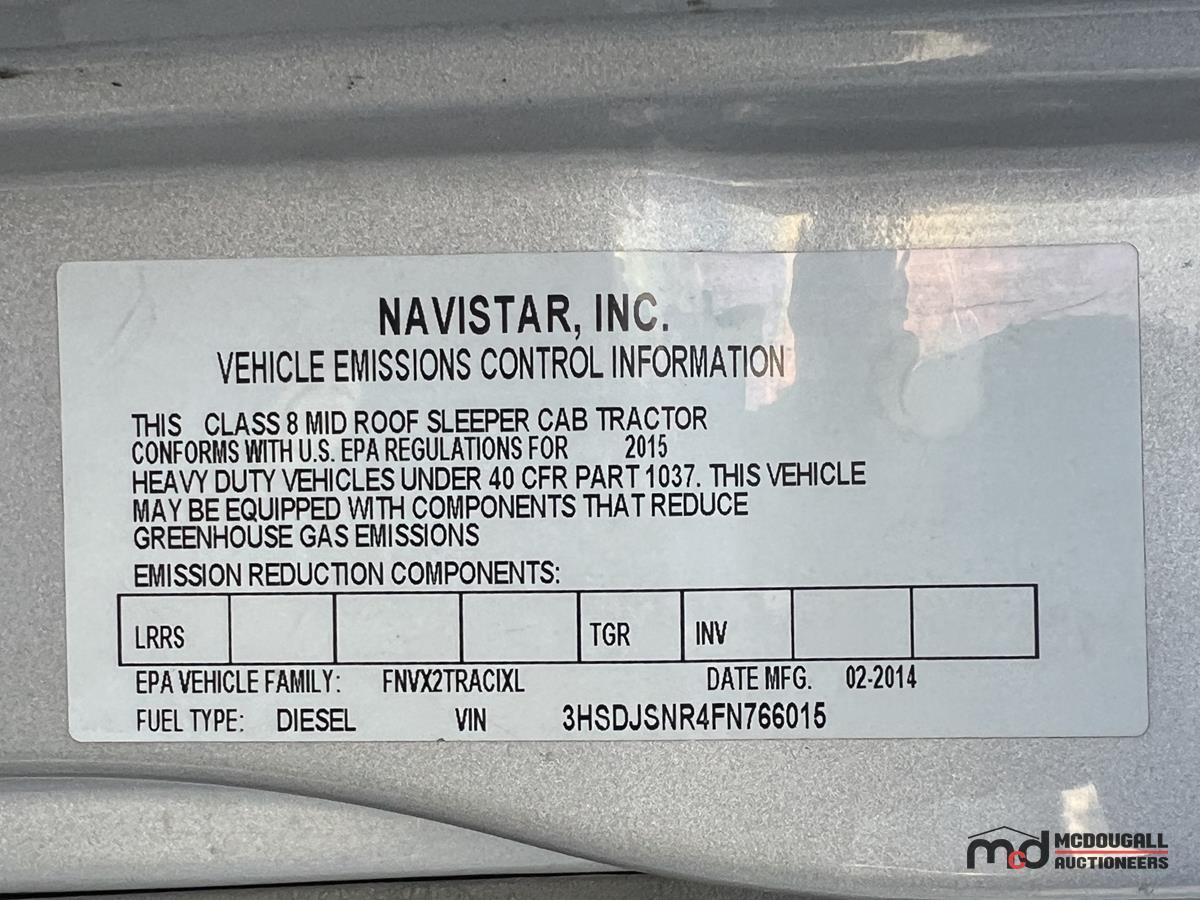 NAVISTAR, INC.
VEHICLE EMISSIONS CONTROL INFORMATION
THIS CLASS 8 MID ROOF SLEEPER CAB TRACTOR
CONFORMS WITH U.S. EPA REGULATIONS FOR 2015
HEAVY DUTY VEHICLES UNDER 40 CFR PART 1037. THIS VEHICLE
MAY BE EQUIPPED WITH COMPONENTS THAT REDUCE
GREENHOUSE GAS EMISSIONS
EMISSION REDUCTION COMPONENTS:
LRRS TGR INV
EPA VEHICLE FAMILY: FNVX2TRACIXL DATE MFG. 02-2014
FUEL TYPE: DIESEL VIN 3HSDJSNR4FN766015
mcd MCDOUGALL
AUCTIONEERS